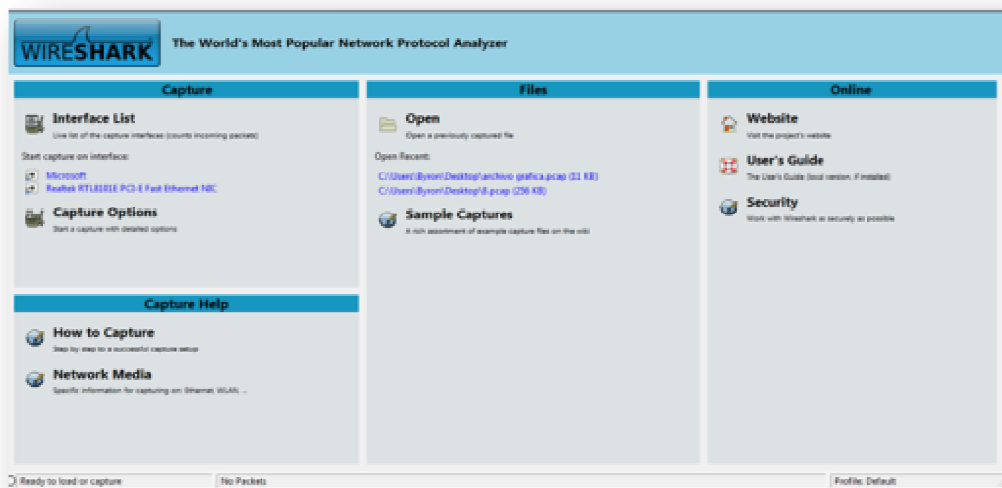 WIRESHARK
The World's Most Popular Network Protocol Analyzer
Capture
Interface List
Live list of the capture interfaces (counts incoming packets)
Start capture on interface:
Microsoft
Realtek RTL8101E PCI-E Fast Ethernet NIC
Capture Options
Start a capture with detailed options
Capture Help
How to Capture
Step by step to a successful capture setup
Network Media
Specific information for capturing on: Ethernet, WLAN, ...
Files
Open
Open a previously captured file
Open Recent:
C:\Users\Byron\Desktop\archivo grafica.pcap (11 KB)
C:\Users\Byron\Desktop\8.pcap (256 KB)
Sample Captures
A rich assortment of example capture files on the wiki
Online
Website
Visit the project's website
User's Guide
The User's Guide (local version, if installed)
Security
Work with Wireshark as securely as possible
Ready to load or capture
No Packets
Profile: Default